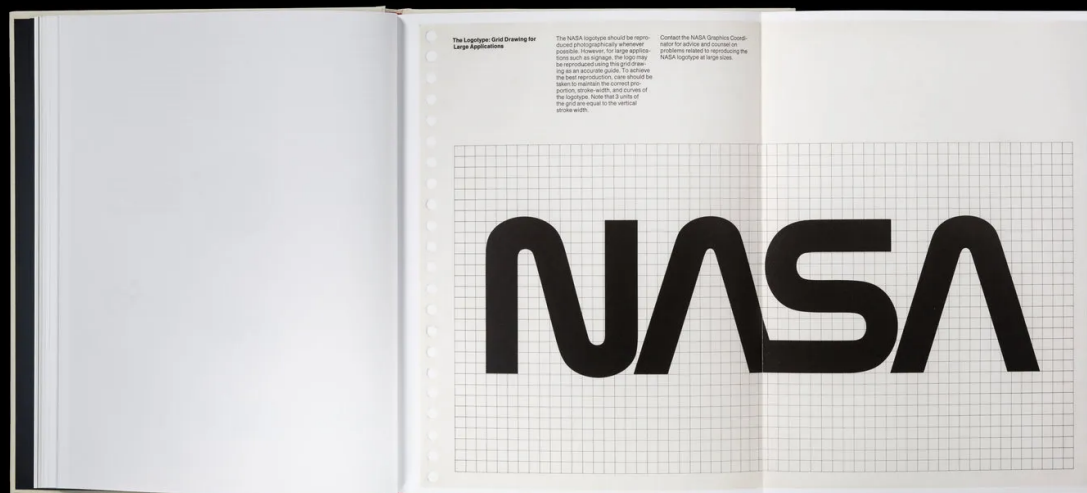 The Logotype: Grid Drawing for
Large Applications
The NASA logotype should be repro-
duced photographically whenever
possible. However, for large applica-
tions such as signage, the logo may
be reproduced using this grid draw-
ing as an accurate guide. To achieve
the best reproduction, care should be
taken to maintain the correct pro-
portion, stroke-width, and curves of
the logotype. Note that 3 units of
the grid are equal to the vertical
stroke width.
Contact the NASA Graphics Coordi-
nator for advice and counsel on
problems related to reproducing the
NASA logotype at large sizes.
NASA